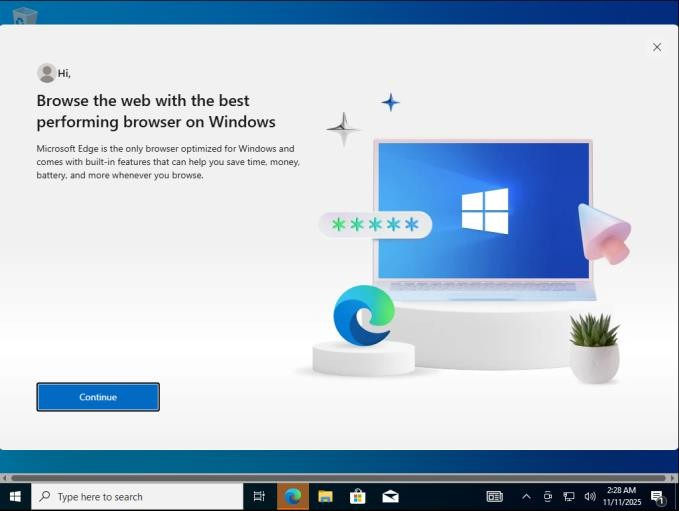 Hi,
Browse the web with the best
performing browser on Windows
Microsoft Edge is the only browser optimized for Windows and
comes with built-in features that can help you save time, money,
battery, and more whenever you browse.
*****
Continue
Type here to search
2:28 AM
11/11/2025
1